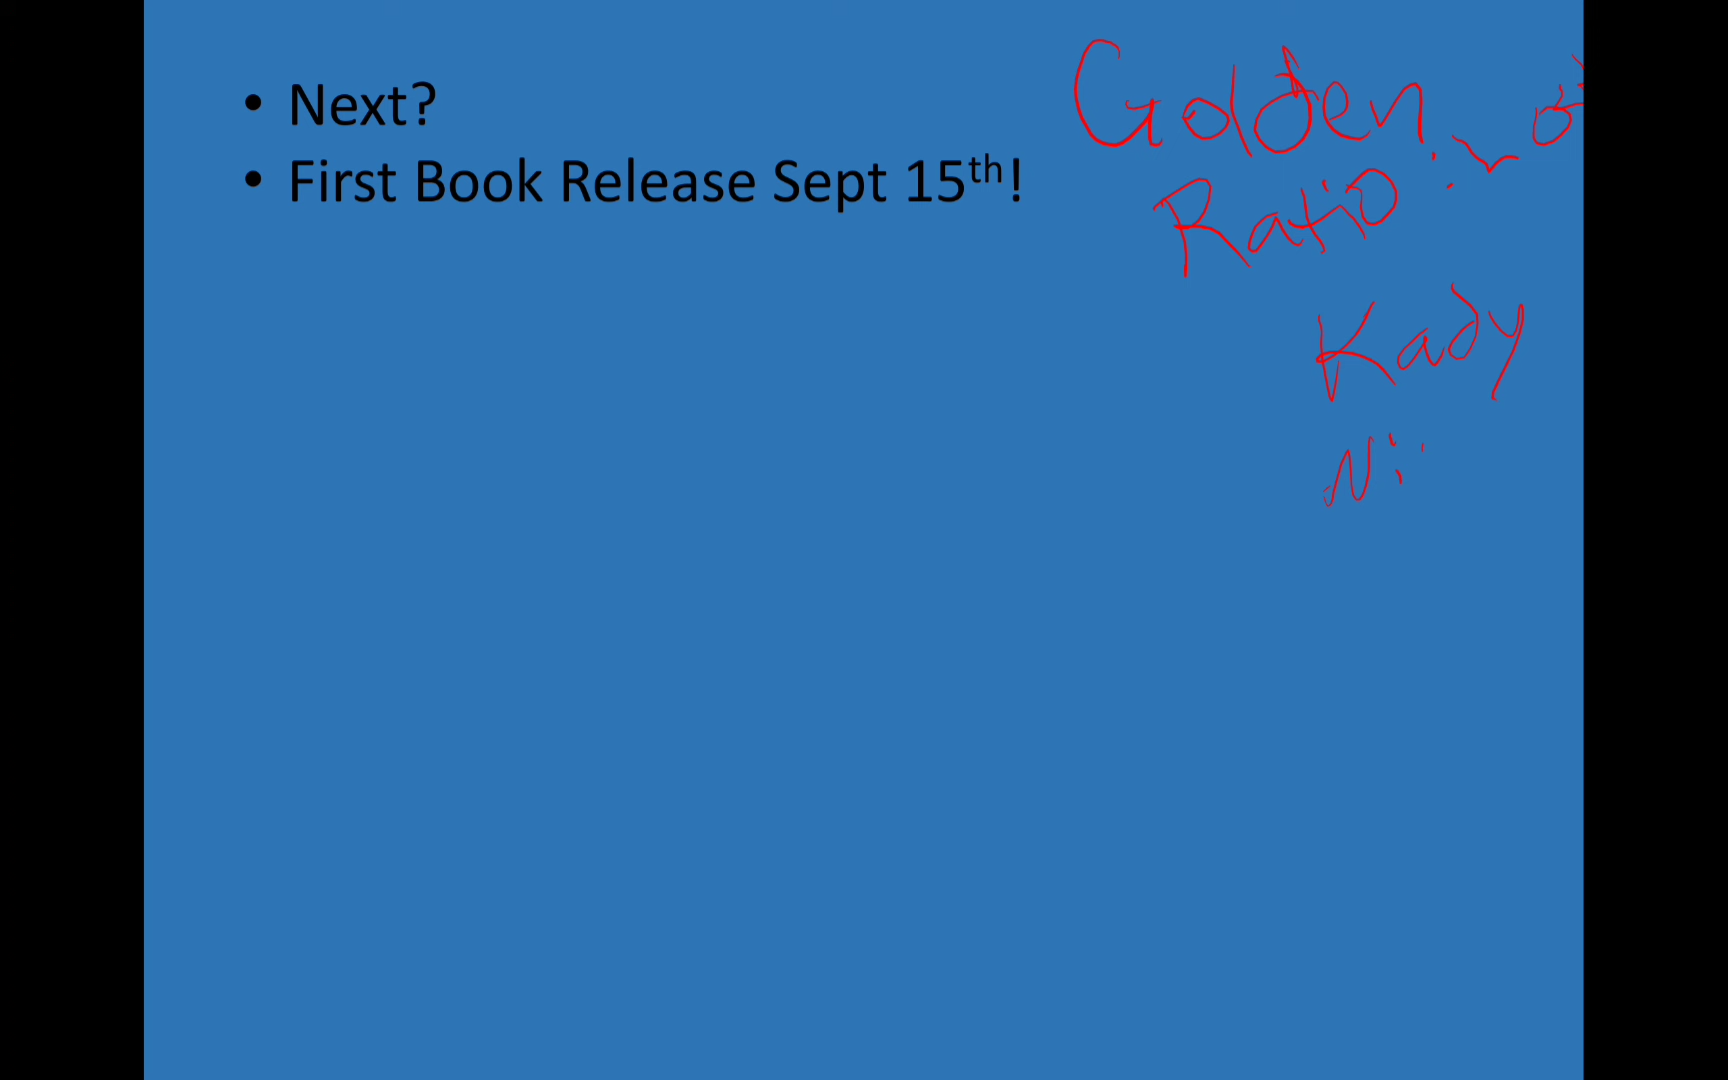 • Next?
• First Book Release Sept 15th!
Golden
Ratio
Kady